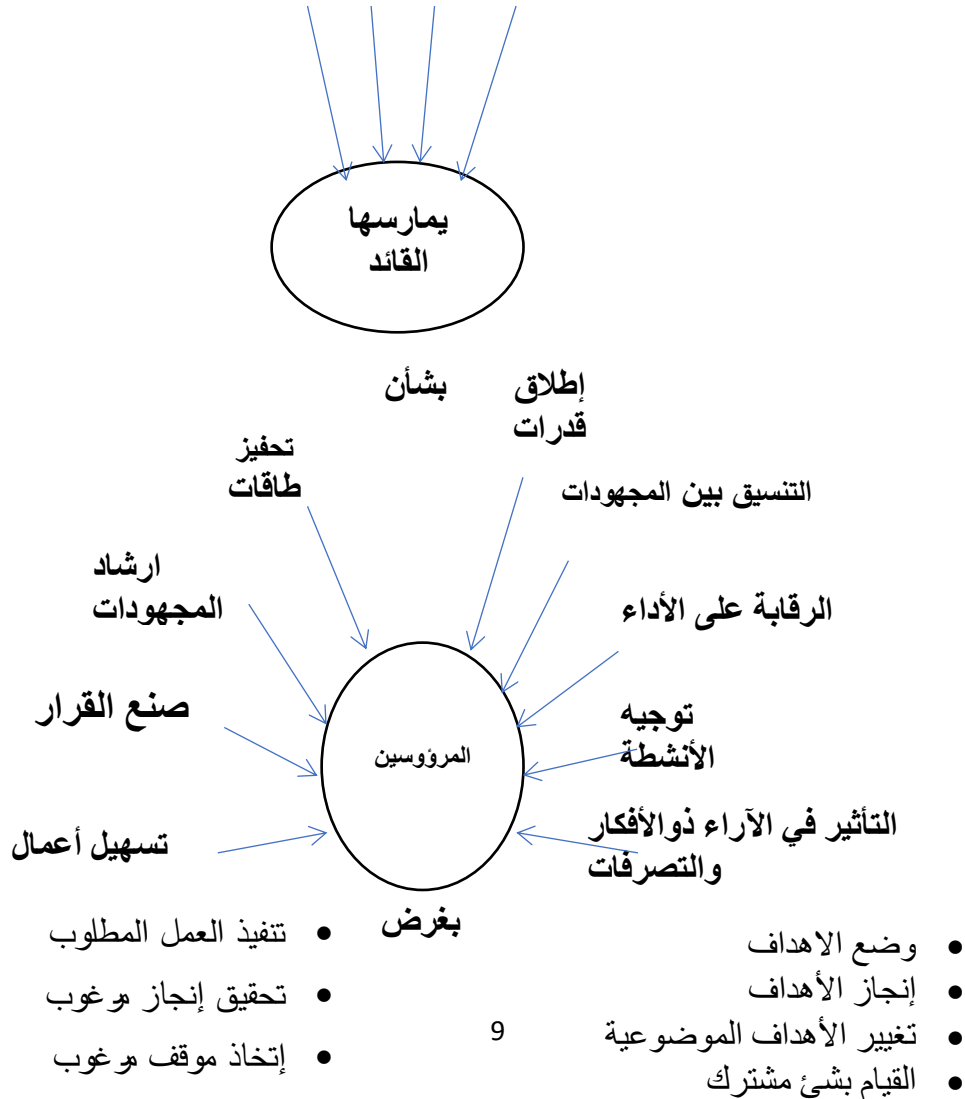 يمارسها
القائد
بشأن
إطلاق
قدرات
تحفيز
طاقات
التنسيق بين المجهودات
ارشاد
المجهودات
الرقابة على الأداء
صنع القرار
توجيه
الأنشطة
المرؤوسين
التأثير في الآراء ذوالأفكار
والتصرفات
تسهيل أعمال
بغرض
• وضع الاهداف
• إنجاز الأهداف
• تغيير الأهداف الموضوعية
• القيام بشئ مشترك
• تنفيذ العمل المطلوب
• تحقيق إنجاز مرغوب
• إتخاذ موقف مرغوب
9